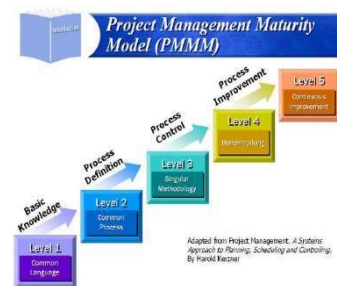 Introduction
Project Management Maturity
Model (PMMM)
Level 5
Continuous
Improvement
Process
Improvement
Level 4
Benchmarking
Process
Control
Level 3
Singular
Methodology
Process
Definition
Level 2
Common
Process
Basic
Knowledge
Level 1
Common
Language
Adapted from Project Management, A Systems
Approach to Planning, Scheduling and Controlling,
By Harold Kerzner